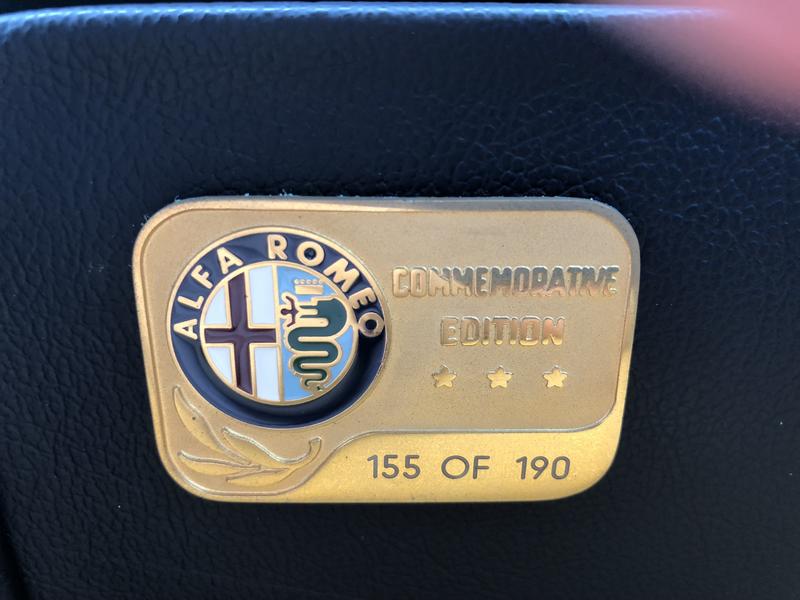 ALFA ROMEO
COMMEMORATIVE
EDITION
155 OF 190